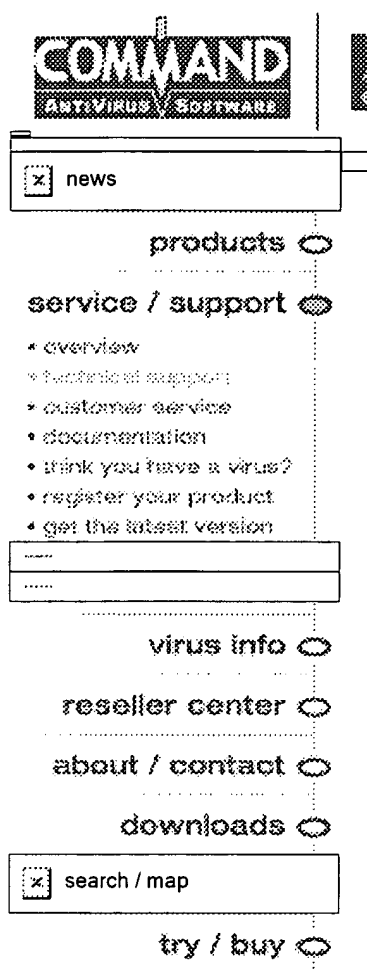 COMMAND
ANTIVIRUS SOFTWARE
news
products
service / support
• overview
• technical support
• customer service
• documentation
• think you have a virus?
• register your product
• get the latest version
virus info
reseller center
about / contact
downloads
search / map
try / buy